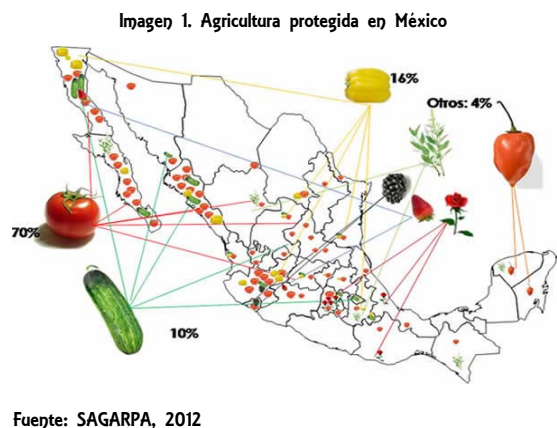 Imagen 1. Agricultura protegida en México
16%
Otros: 4%
70%
10%
Fuente: SAGARPA, 2012